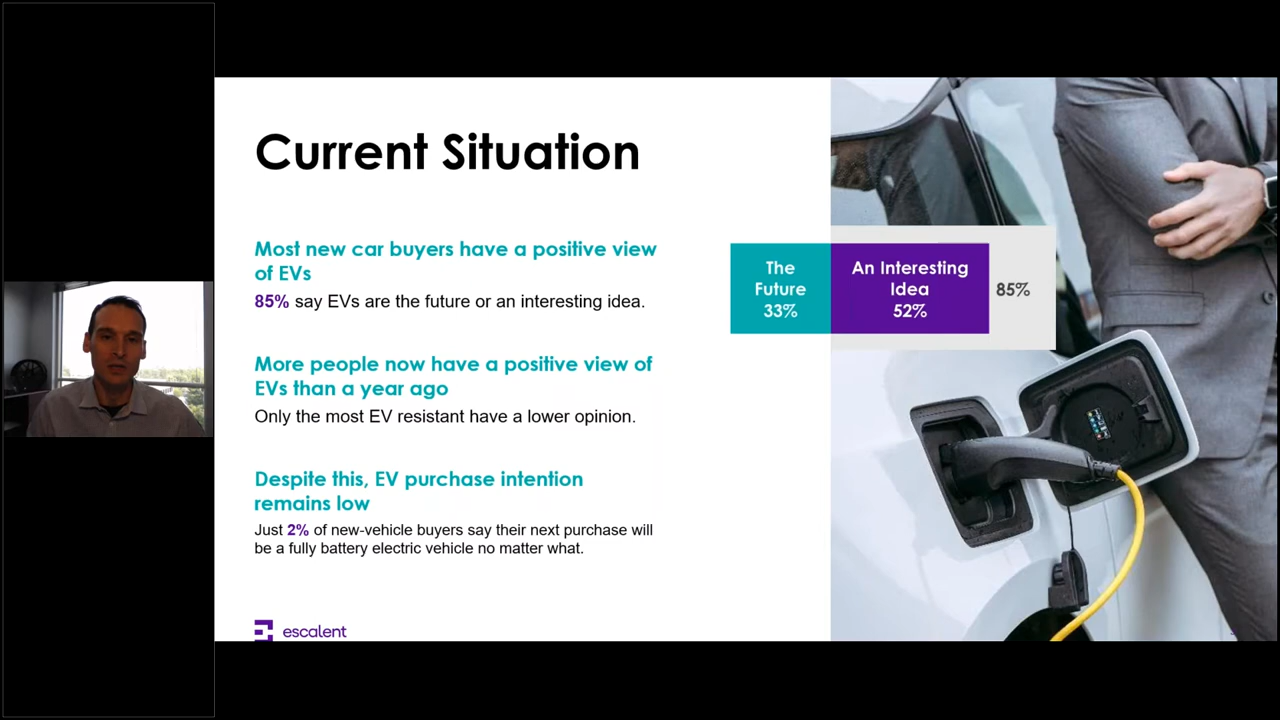 Current Situation
Most new car buyers have a positive view
of EVs
85% say EVs are the future or an interesting idea.
The
Future
33%
An Interesting
Idea
52%
85%
More people now have a positive view of
EVs than a year ago
Only the most EV resistant have a lower opinion.
Despite this, EV purchase intention
remains low
Just 2% of new-vehicle buyers say their next purchase will
be a fully battery electric vehicle no matter what.
escalent